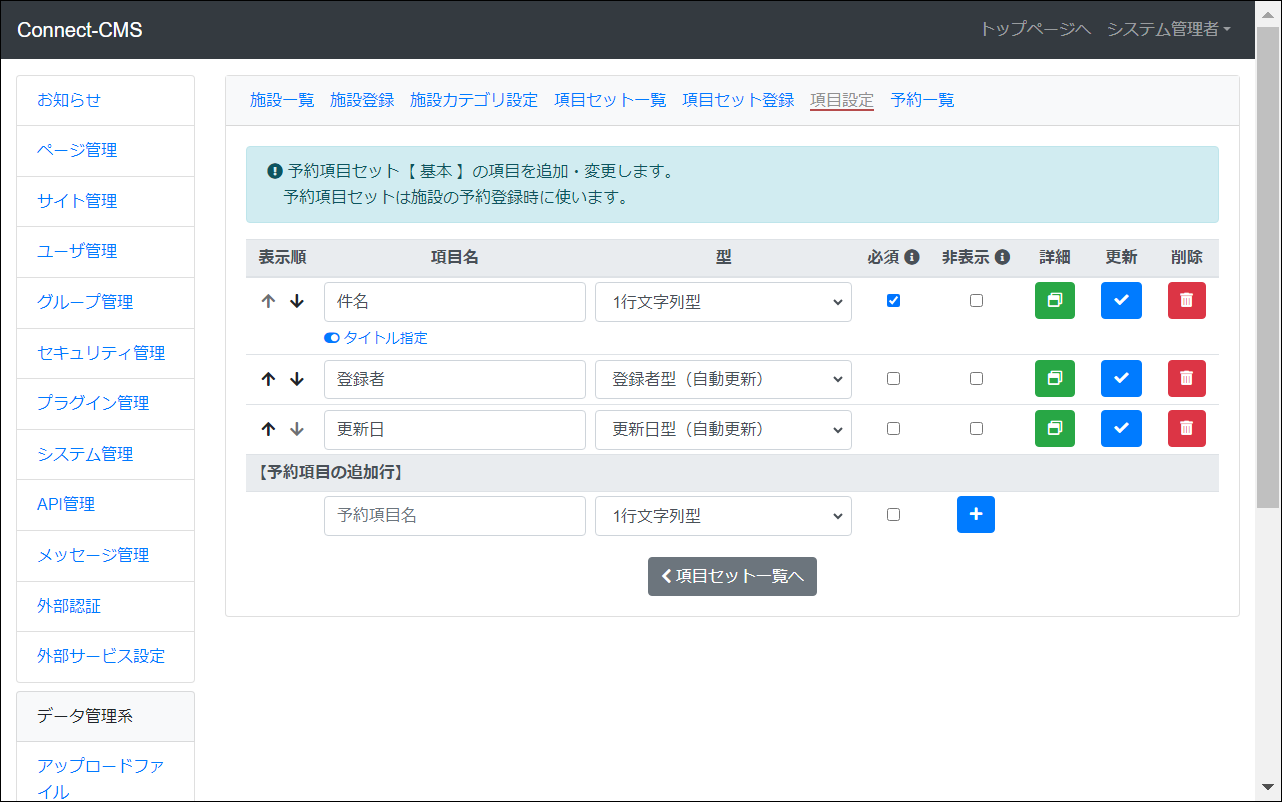 Connect-CMS
トップページへ システム管理者
お知らせ
ページ管理
サイト管理
ユーザ管理
グループ管理
セキュリティ管理
プラグイン管理
システム管理
API管理
メッセージ管理
外部認証
外部サービス設定
データ管理系
アップロードファ
イル
施設一覧 施設登録 施設カテゴリ設定 項目セット一覧 項目セット登録 項目設定 予約一覧
予約項目セット【 基本 】の項目を追加・変更します。
予約項目セットは施設の予約登録時に使います。
表示順 項目名 型 必須 非表示 詳細 更新 削除
件名 1行文字列型
タイトル指定
登録者 登録者型（自動更新）
更新日 更新日型（自動更新）
【予約項目の追加行】
予約項目名 1行文字列型
項目セット一覧へ